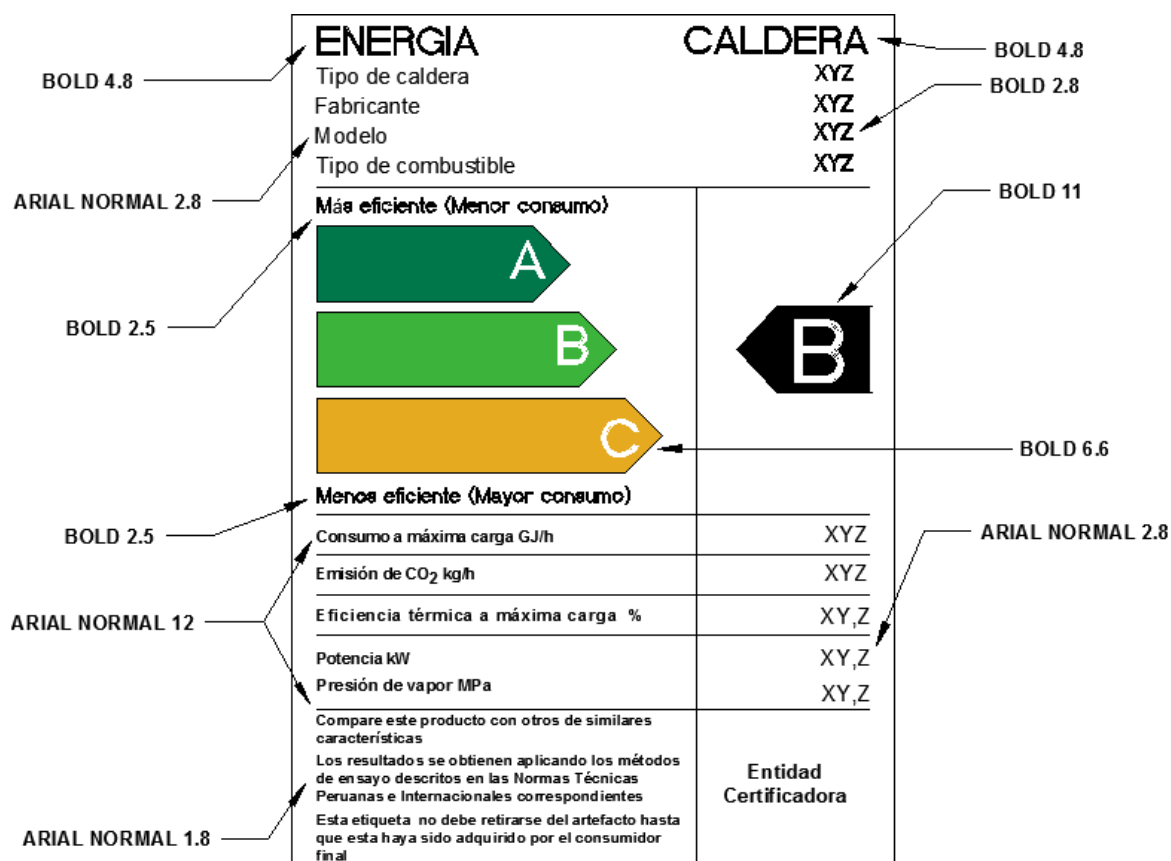 ENERGIA CALDERA
BOLD 4.8
BOLD 4.8
Tipo de caldera XYZ
BOLD 2.8
Fabricante XYZ
Modelo XYZ
Tipo de combustible XYZ
ARIAL NORMAL 2.8
BOLD 11
Más eficiente (Menor consumo)
A
BOLD 2.5
B
B
C
BOLD 6.6
Menos eficiente (Mayor consumo)
BOLD 2.5
Consumo a máxima carga GJ/h XYZ
ARIAL NORMAL 2.8
Emisión de CO2 kg/h XYZ
Eficiencia térmica a máxima carga % XY,Z
ARIAL NORMAL 12
Potencia kW XY,Z
Presión de vapor MPa XY,Z
Compare este producto con otros de similares
características
Los resultados se obtienen aplicando los métodos
de ensayo descritos en las Normas Técnicas
Peruanas e Internacionales correspondientes
Entidad
Certificadora
Esta etiqueta no debe retirarse del artefacto hasta
que esta haya sido adquirido por el consumidor
final
ARIAL NORMAL 1.8